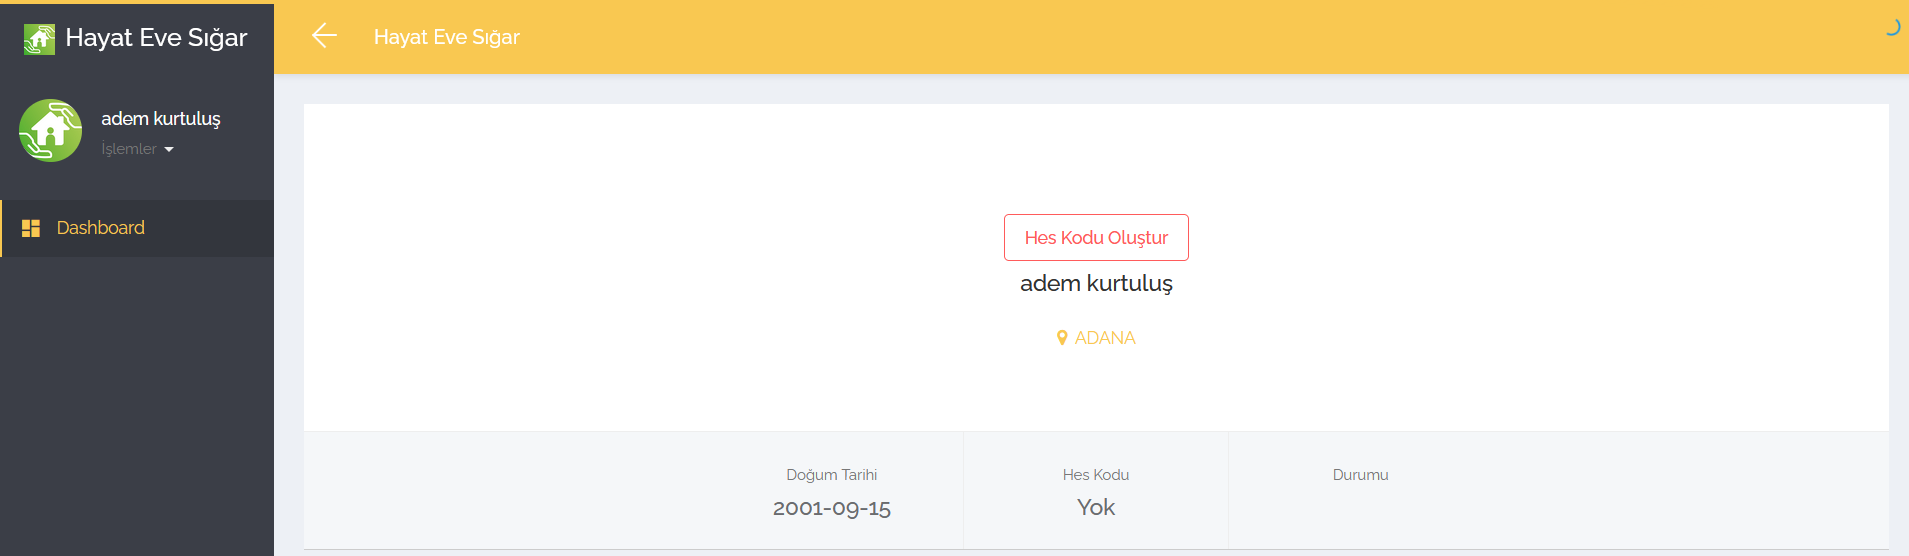 Hayat Eve Sığar
adem kurtuluş
İşlemler
Dashboard
Hayat Eve Sığar
Hes Kodu Oluştur
adem kurtuluş
ADANA
Doğum Tarihi
2001-09-15
Hes Kodu
Yok
Durumu